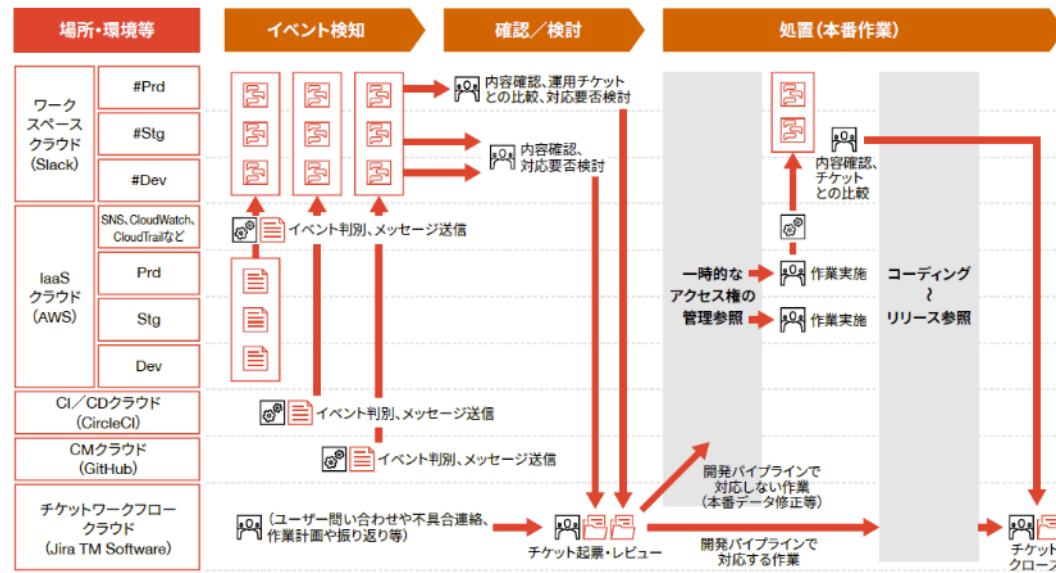 場所・環境等
イベント検知
確認／検討
処置（本番作業）
ワーク
スペース
クラウド
（Slack）
#Prd
#Stg
#Dev
内容確認、運用チケット
との比較、対応要否検討
内容確認、
対応要否検討
内容確認、
チケット
との比較
IaaS
クラウド
（AWS）
SNS、CloudWatch、
CloudTrailなど
Prd
Stg
Dev
イベント判別、メッセージ送信
一時的な
アクセス権の
管理参照
作業実施
作業実施
コーディング
～
リリース参照
CI／CDクラウド
（CircleCI）
イベント判別、メッセージ送信
CMクラウド
（GitHub）
イベント判別、メッセージ送信
開発パイプラインで
対応しない作業
（本番データ修正等）
チケットワークフロー
クラウド
（Jira TM Software）
（ユーザー問い合わせや不具合連絡、
作業計画や振り返り等）
チケット起票・レビュー
開発パイプラインで
対応する作業
チケット
クローズ